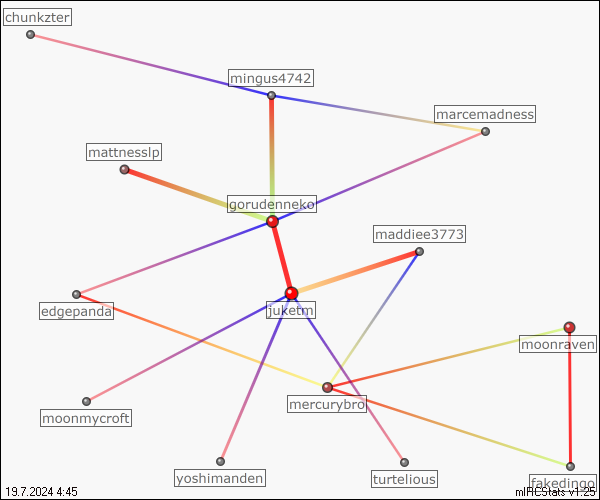 chunkzter
mingus4742
marcemadness
mattnesslp
gorudenneko
maddiee3773
edgepanda
juketm
moonraven
mercurybro
moonmycroft
yoshimanden
turtelious
fakedingo
19.7.2024 4:45
mIRCStats v1.25